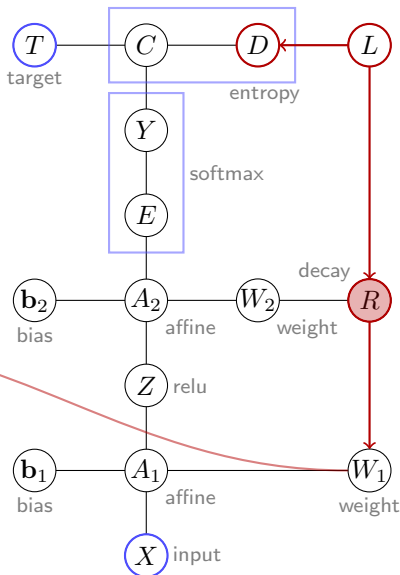 T C D L
target
entropy
Y
softmax
E
decay
b₂ A₂ W₂ R
bias affine weight
Z relu
b₁ A₁ W₁
bias affine weight
X input